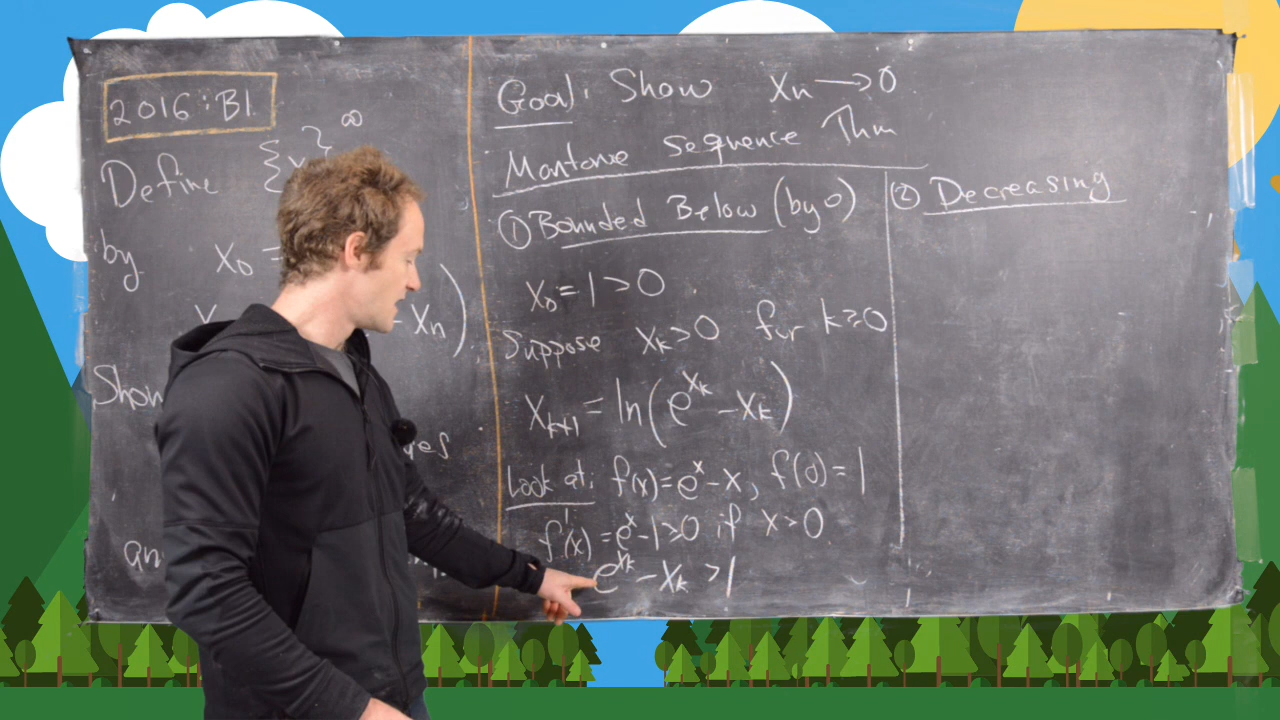 2016:B1.
Define { }∞
by x₀ =
- xₙ)
Show
an
Goal: Show xₙ → 0
Montone Sequence Thm
① Bounded Below (by 0)
x₀ = 1 > 0
Suppose xₖ > 0 for k ≥ 0
xₖ₊₁ = ln(e^xₖ - xₖ)
Look at: f(x) = e^x - x, f(0) = 1
f'(x) = e^x - 1 > 0 if x > 0
e^xₖ - xₖ > 1
② Decreasing